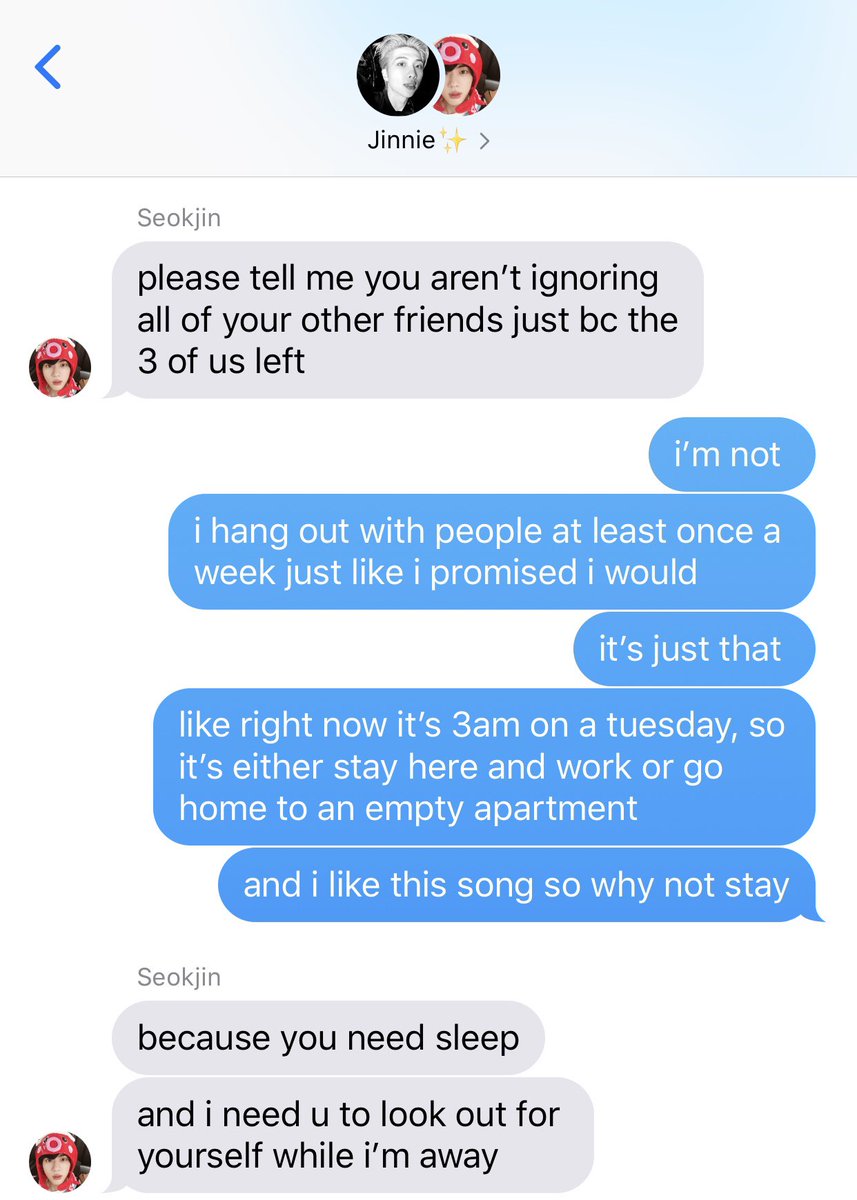 Jinnie✨ >
Seokjin
please tell me you aren’t ignoring
all of your other friends just bc the
3 of us left
i’m not
i hang out with people at least once a
week just like i promised i would
it’s just that
like right now it’s 3am on a tuesday, so
it’s either stay here and work or go
home to an empty apartment
and i like this song so why not stay
Seokjin
because you need sleep
and i need u to look out for
yourself while i’m away